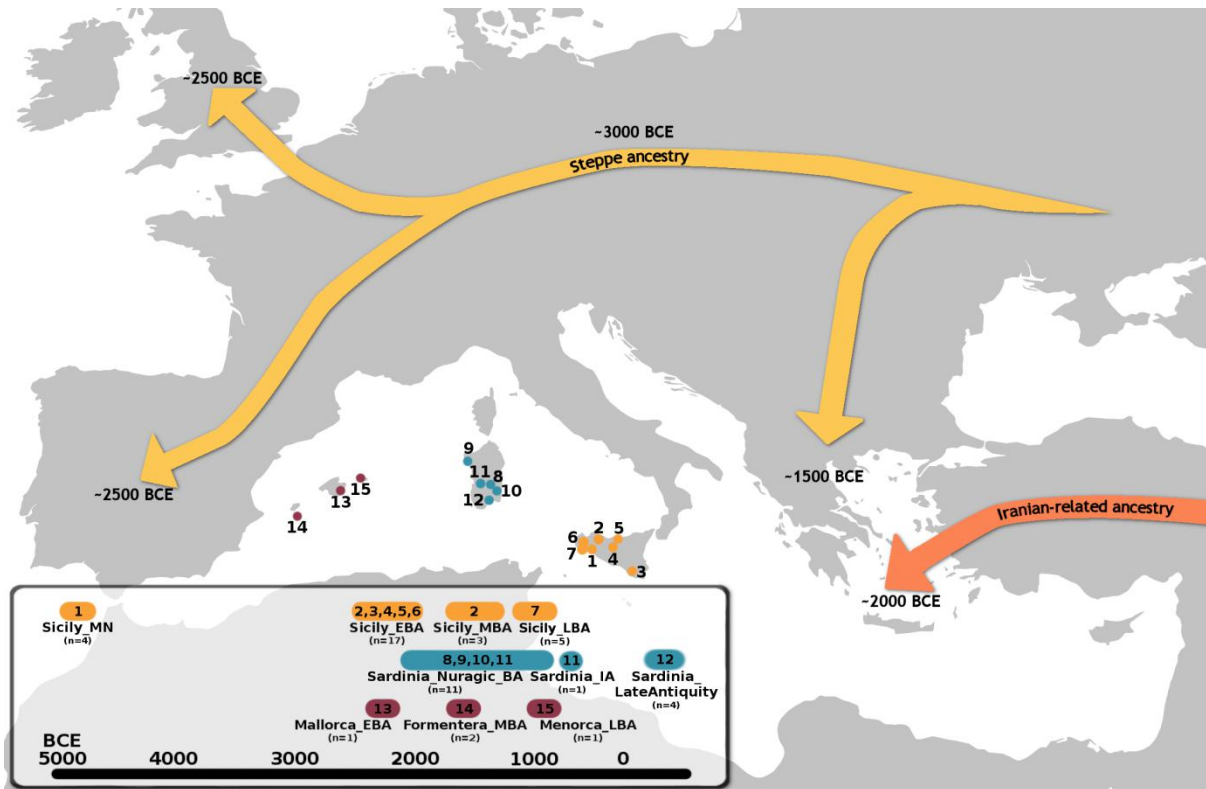 ~2500 BCE
~3000 BCE
Steppe ancestry
~2500 BCE
~1500 BCE
Iranian-related ancestry
~2000 BCE
9
11
8
10
12
15
13
14
6
2
5
7
1
4
3
1
Sicily_MN
(n=4)
2,3,4,5,6
Sicily_EBA
(n=17)
2
Sicily_MBA
(n=3)
7
Sicily_LBA
(n=5)
8,9,10,11
Sardinia_Nuragic_BA
(n=11)
11
Sardinia_IA
(n=1)
12
Sardinia_
LateAntiquity
(n=4)
13
Mallorca_EBA
(n=1)
14
Formentera_MBA
(n=2)
15
Menorca_LBA
(n=1)
BCE
5000 4000 3000 2000 1000 0